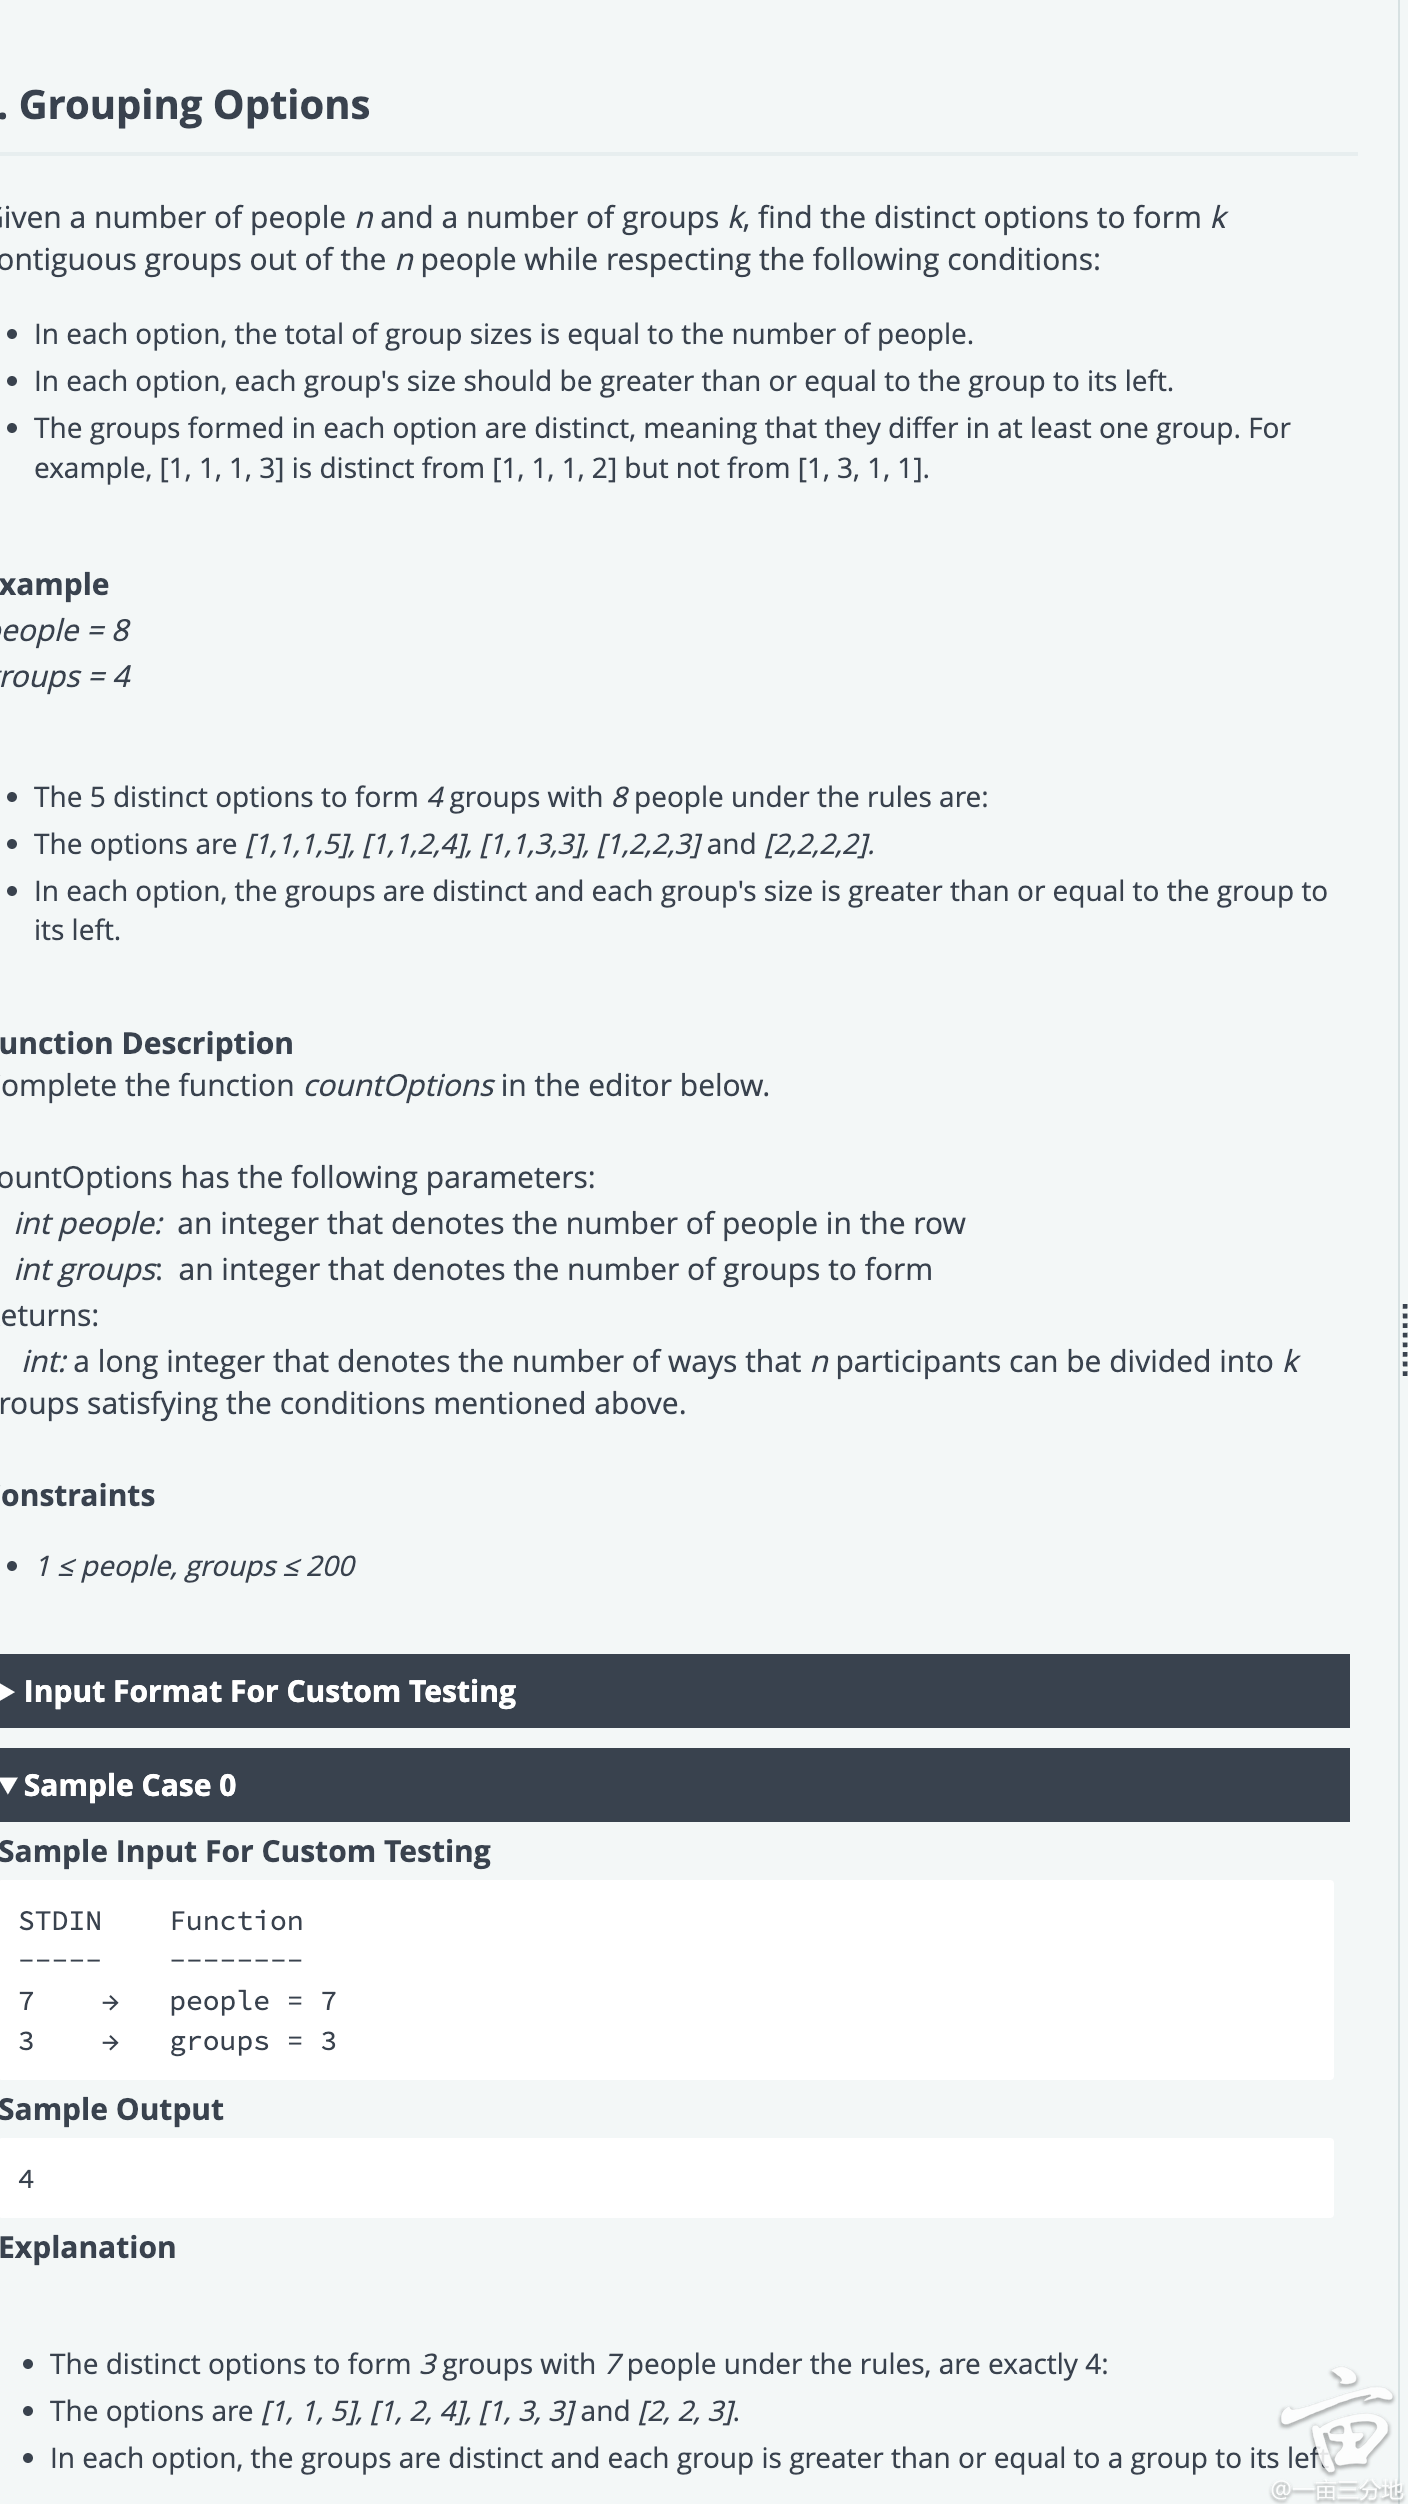 . Grouping Options
iven a number of people n and a number of groups k, find the distinct options to form k
ontiguous groups out of the n people while respecting the following conditions:
• In each option, the total of group sizes is equal to the number of people.
• In each option, each group's size should be greater than or equal to the group to its left.
• The groups formed in each option are distinct, meaning that they differ in at least one group. For
example, [1, 1, 1, 3] is distinct from [1, 1, 1, 2] but not from [1, 3, 1, 1].
xample
eople = 8
roups = 4
• The 5 distinct options to form 4 groups with 8 people under the rules are:
• The options are [1,1,1,5], [1,1,2,4], [1,1,3,3], [1,2,2,3] and [2,2,2,2].
• In each option, the groups are distinct and each group's size is greater than or equal to the group to
its left.
unction Description
omplete the function countOptions in the editor below.
ountOptions has the following parameters:
int people: an integer that denotes the number of people in the row
int groups: an integer that denotes the number of groups to form
eturns:
int: a long integer that denotes the number of ways that n participants can be divided into k
roups satisfying the conditions mentioned above.
onstraints
• 1 ≤ people, groups ≤ 200
▶ Input Format For Custom Testing
▼ Sample Case 0
Sample Input For Custom Testing
STDIN Function
----- --------
7 → people = 7
3 → groups = 3
Sample Output
4
Explanation
• The distinct options to form 3 groups with 7 people under the rules, are exactly 4:
• The options are [1, 1, 5], [1, 2, 4], [1, 3, 3] and [2, 2, 3].
• In each option, the groups are distinct and each group is greater than or equal to a group to its left
@一亩三分地